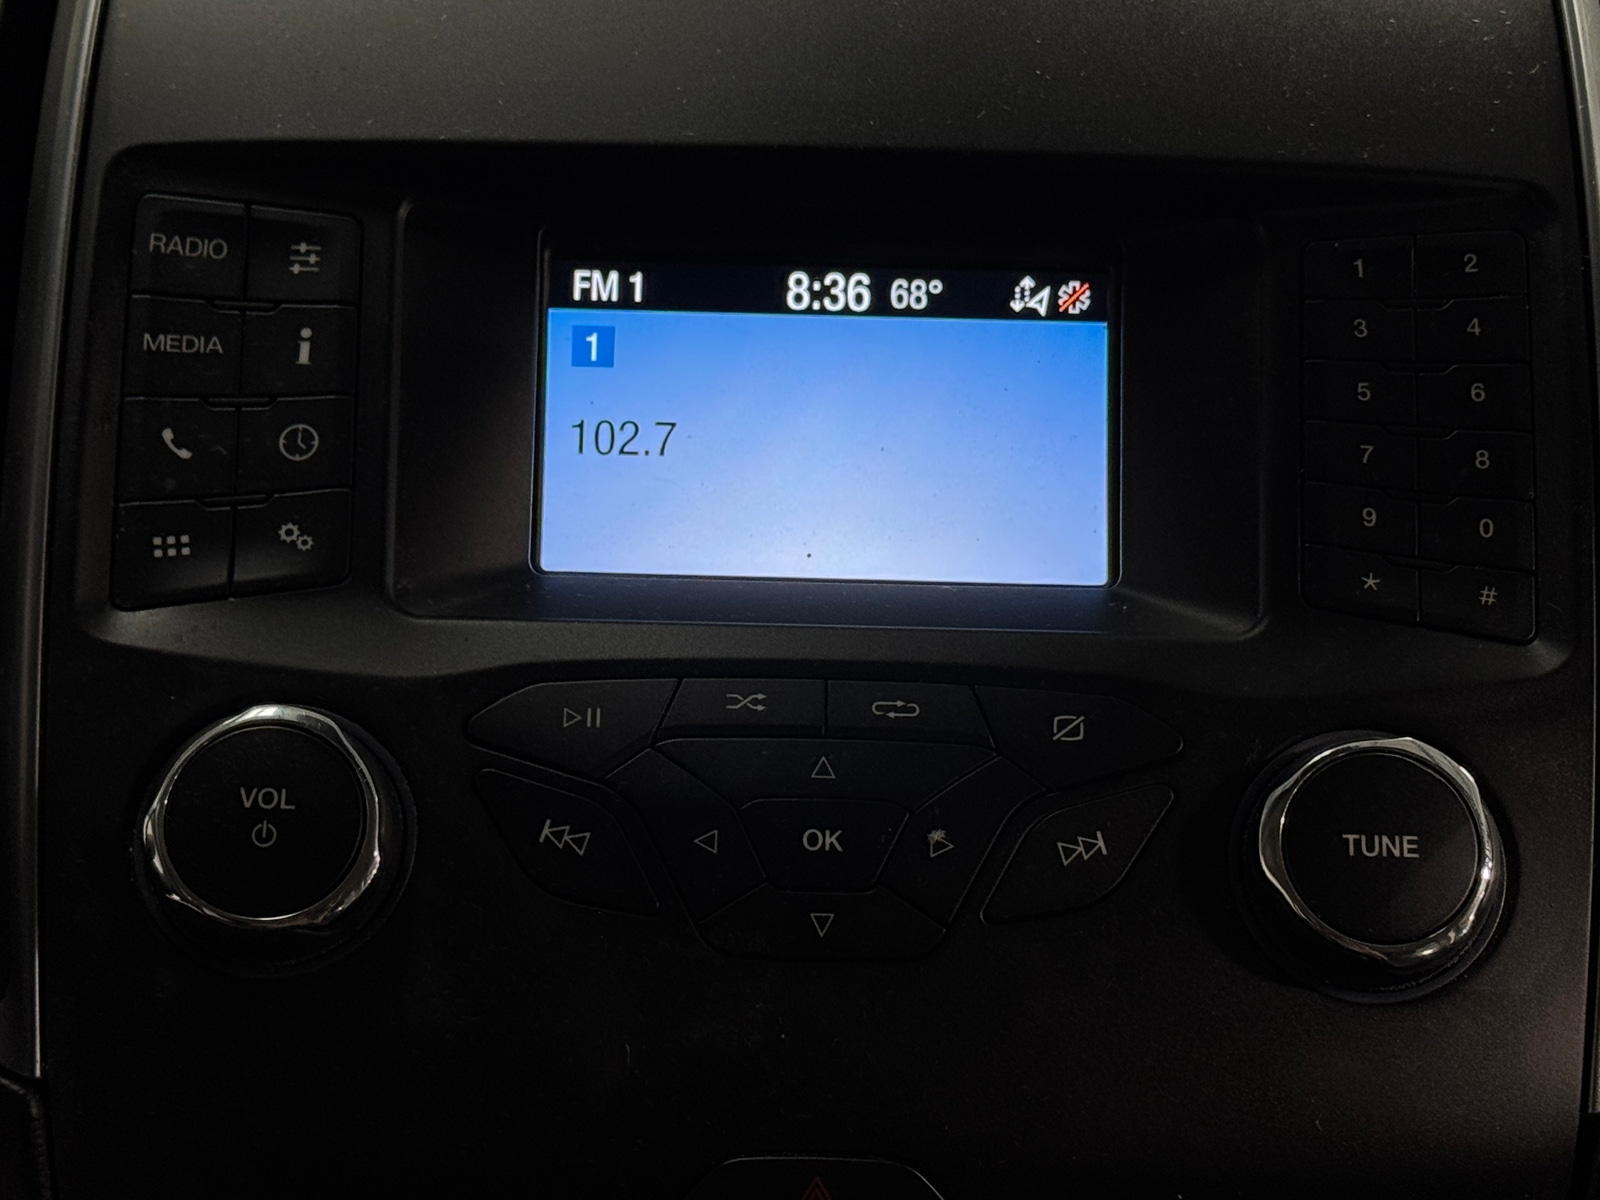 FM 1 8:36 68°
1
102.7
RADIO
MEDIA
i
1 2
3 4
5 6
7 8
9 0
* #
VOL
OK
TUNE